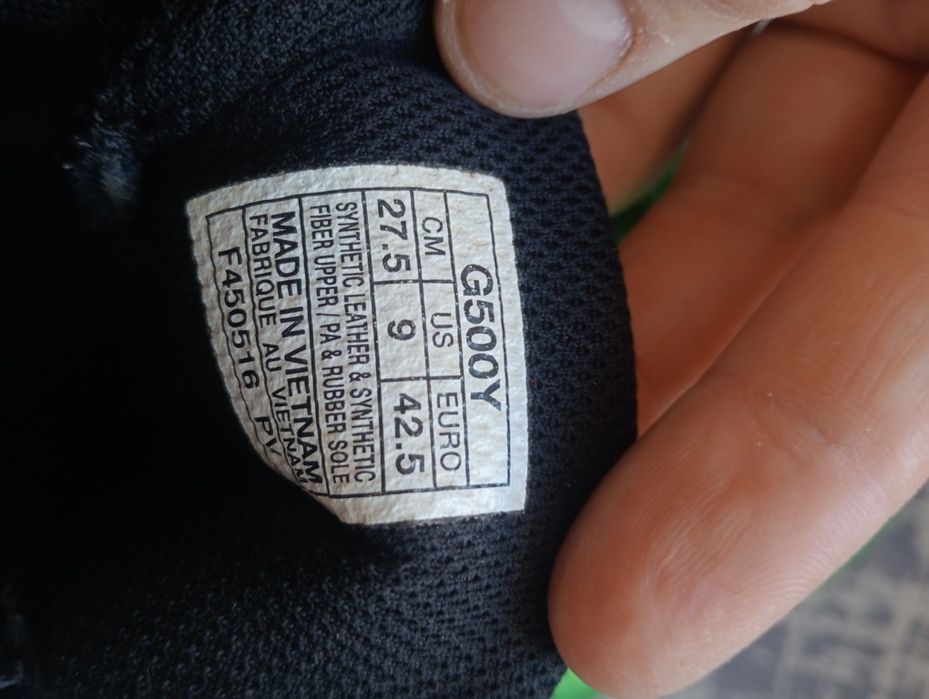 G500Y
CM US EURO
27.5 9 42.5
SYNTHETIC LEATHER & SYNTHETIC
FIBER UPPER / PA & RUBBER SOLE
MADE IN VIETNAM
FABRIQUE AU VIETNAM
F450516 PV